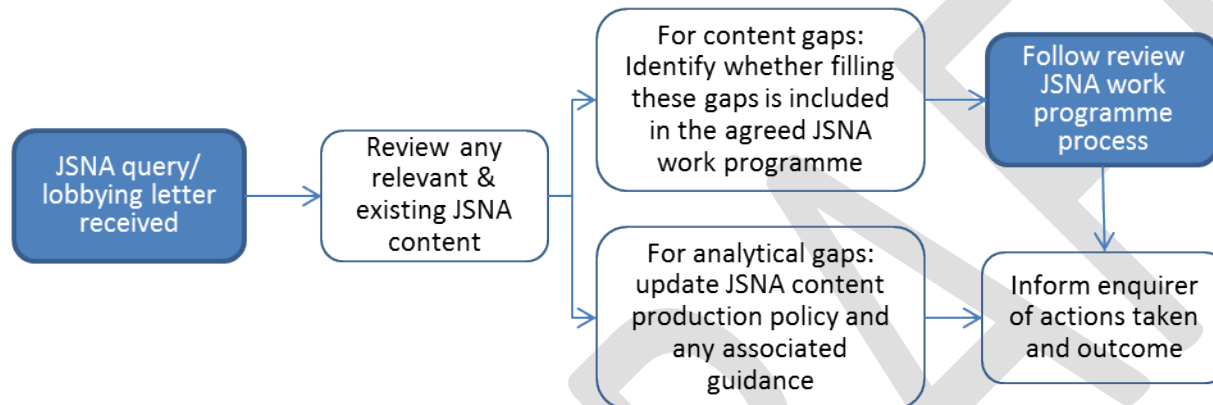 JSNA query/
lobbying letter
received
Review any
relevant &
existing JSNA
content
For content gaps:
Identify whether filling
these gaps is included
in the agreed JSNA
work programme
Follow review
JSNA work
programme
process
For analytical gaps:
update JSNA content
production policy and
any associated
guidance
Inform enquirer
of actions taken
and outcome